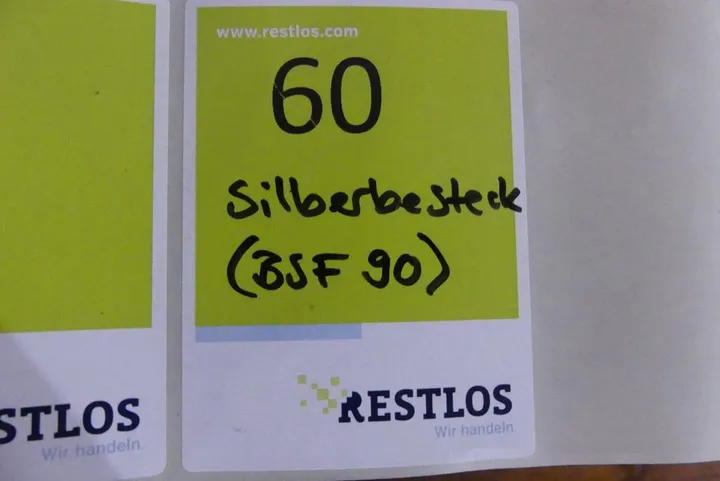 www.restlos.com
60
Silberbesteck
(BSF 90)
RESTLOS
Wir handeln.
STLOS
Wir handeln.